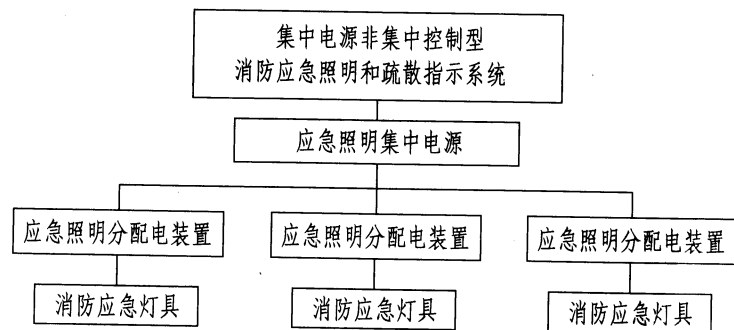 集中电源非集中控制型
消防应急照明和疏散指示系统
应急照明集中电源
应急照明分配电装置
应急照明分配电装置
应急照明分配电装置
消防应急灯具
消防应急灯具
消防应急灯具